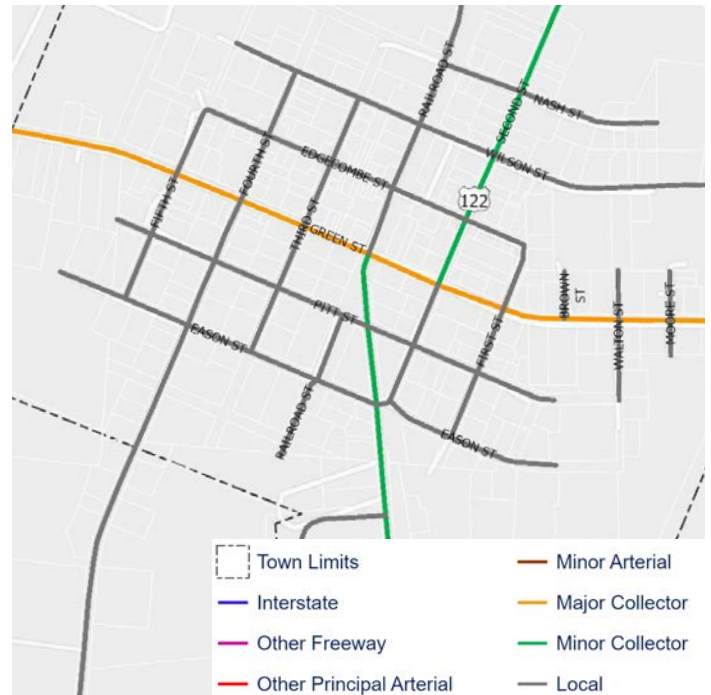 RAILROAD ST
SECOND ST
NASH ST
WILSON ST
EDGECOMBE ST
FOURTH ST
122
FIFTH ST
THIRD ST
GREEN ST
BROWN
ST
WALTON ST
MOORE ST
PITT ST
FIRST ST
EASON ST
RAILROAD ST
EASON ST
Town Limits
Interstate
Other Freeway
Other Principal Arterial
Minor Arterial
Major Collector
Minor Collector
Local